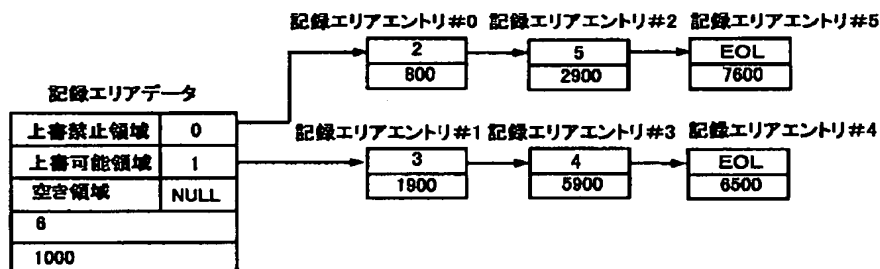 記録エリアエントリ#0 記録エリアエントリ#2 記録エリアエントリ#5
2 5 EOL
800 2900 7600
記録エリアデータ
上書禁止領域 0
上書可能領域 1
空き領域 NULL
6
1000
記録エリアエントリ#1 記録エリアエントリ#3 記録エリアエントリ#4
3 4 EOL
1900 5900 6500